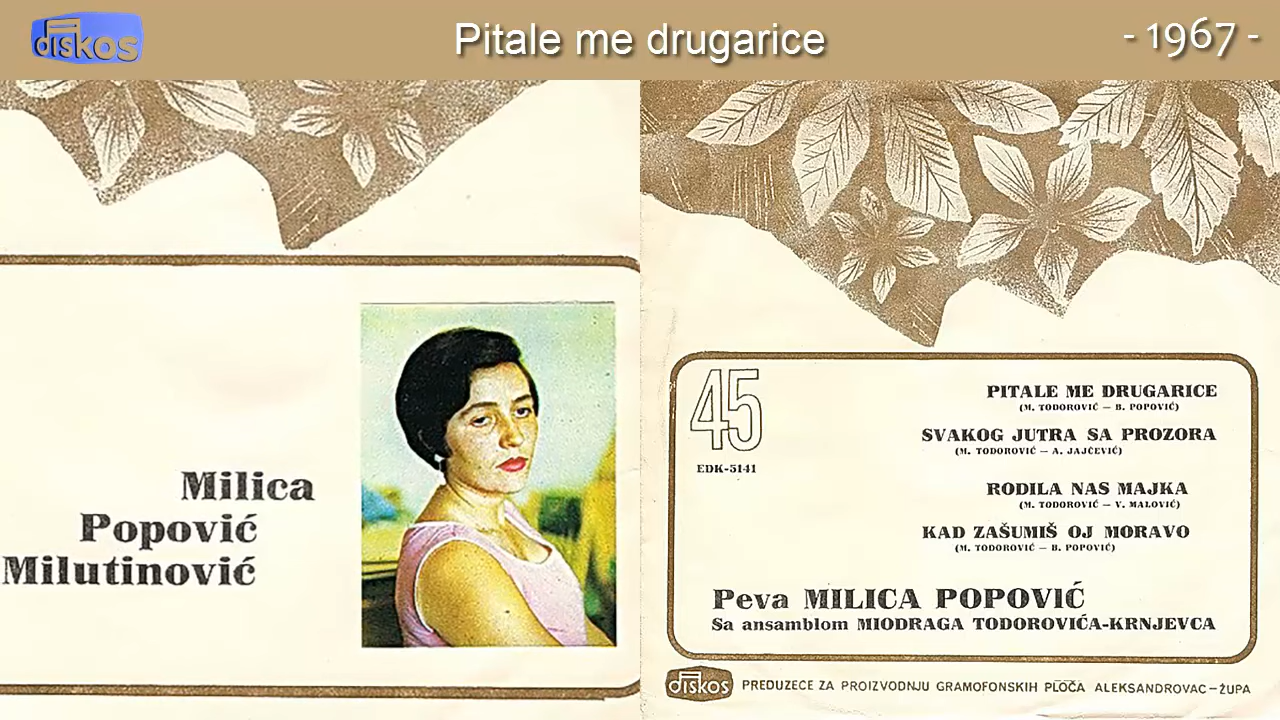 diskos
Pitale me drugarice
- 1967 -
Milica
Popović
Milutinović
45
EDK-5141
PITALE ME DRUGARICE
(M. TODOROVIĆ — B. POPOVIĆ)
SVAKOG JUTRA SA PROZORA
(M. TODOROVIĆ — A. JAJČEVIĆ)
RODILA NAS MAJKA
(M. TODOROVIĆ — V. MALOVIĆ)
KAD ZAŠUMIŠ OJ MORAVO
(M. TODOROVIĆ — B. POPOVIĆ)
Peva MILICA POPOVIĆ
Sa ansamblom MIODRAGA TODOROVIĆA-KRNJEVCA
diskos PREDUZEĆE ZA PROIZVODNJU GRAMOFONSKIH PLOČA ALEKSANDROVAC—ŽUPA